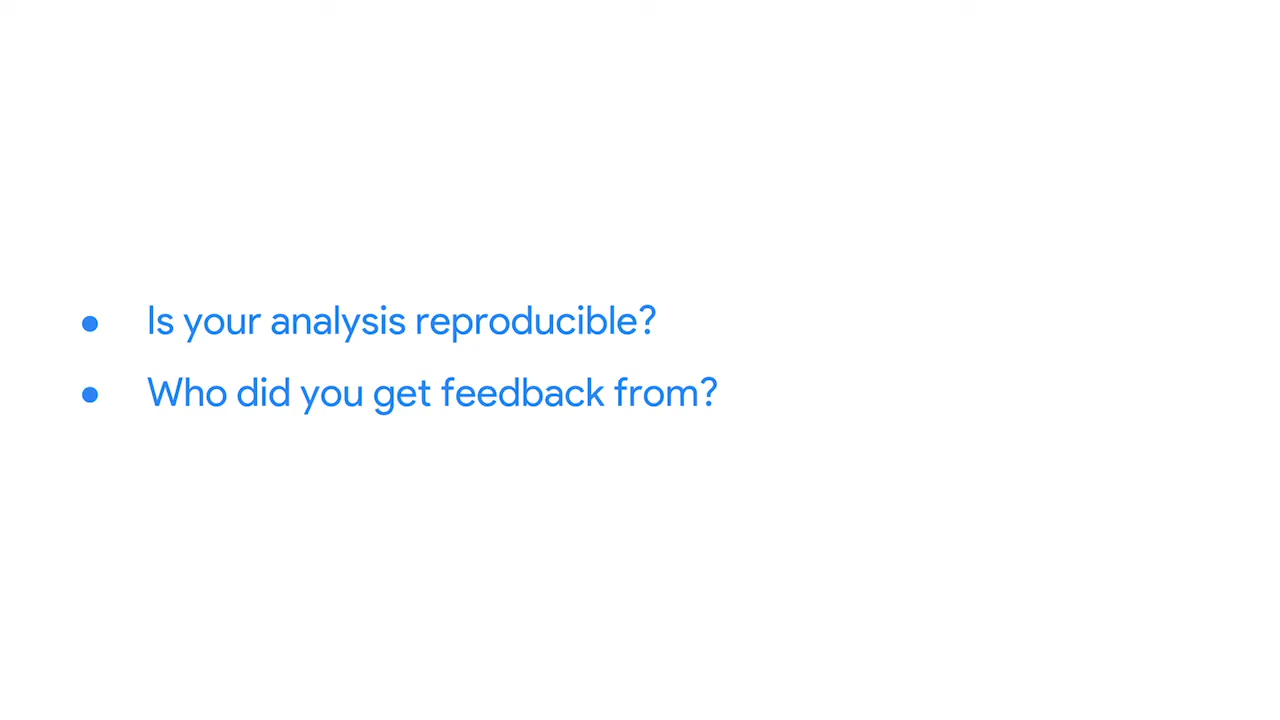 ● Is your analysis reproducible?
● Who did you get feedback from?